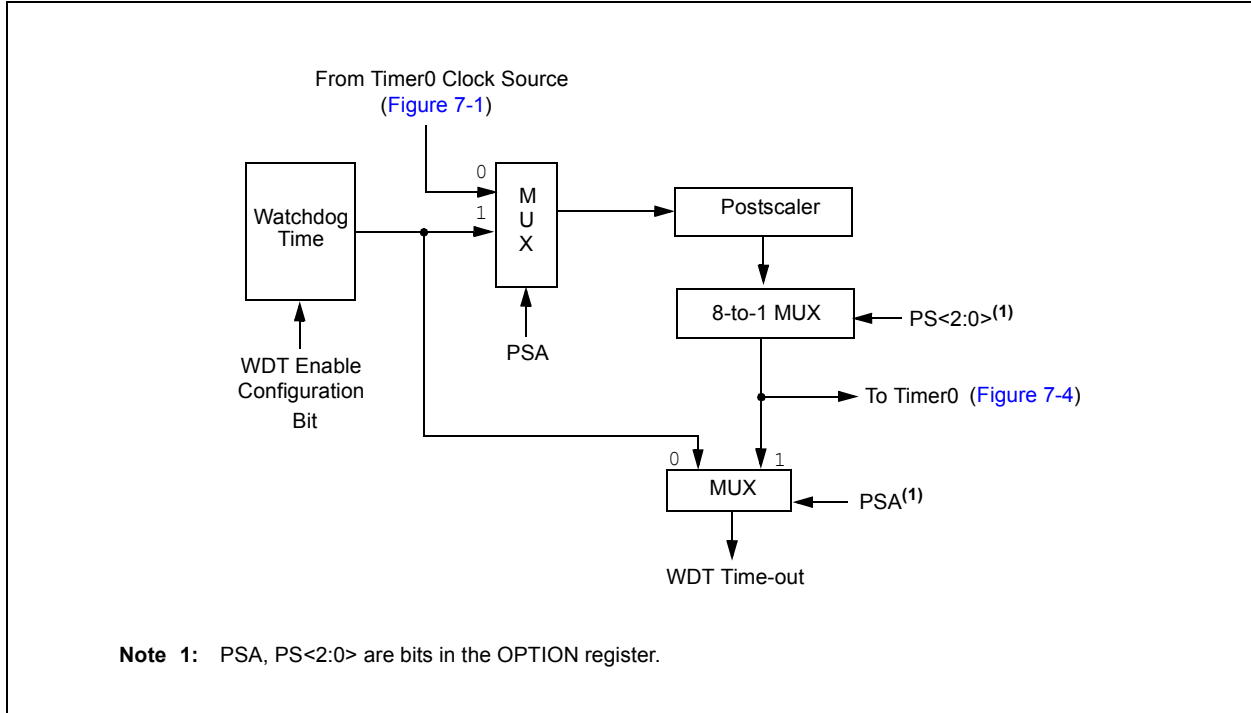 From Timer0 Clock Source
(Figure 7-1)
0
1
M
U
X
Watchdog
Time
Postscaler
8-to-1 MUX
PS<2:0>(1)
PSA
WDT Enable
Configuration
Bit
To Timer0 (Figure 7-4)
0
1
MUX
PSA(1)
WDT Time-out
Note 1: PSA, PS<2:0> are bits in the OPTION register.